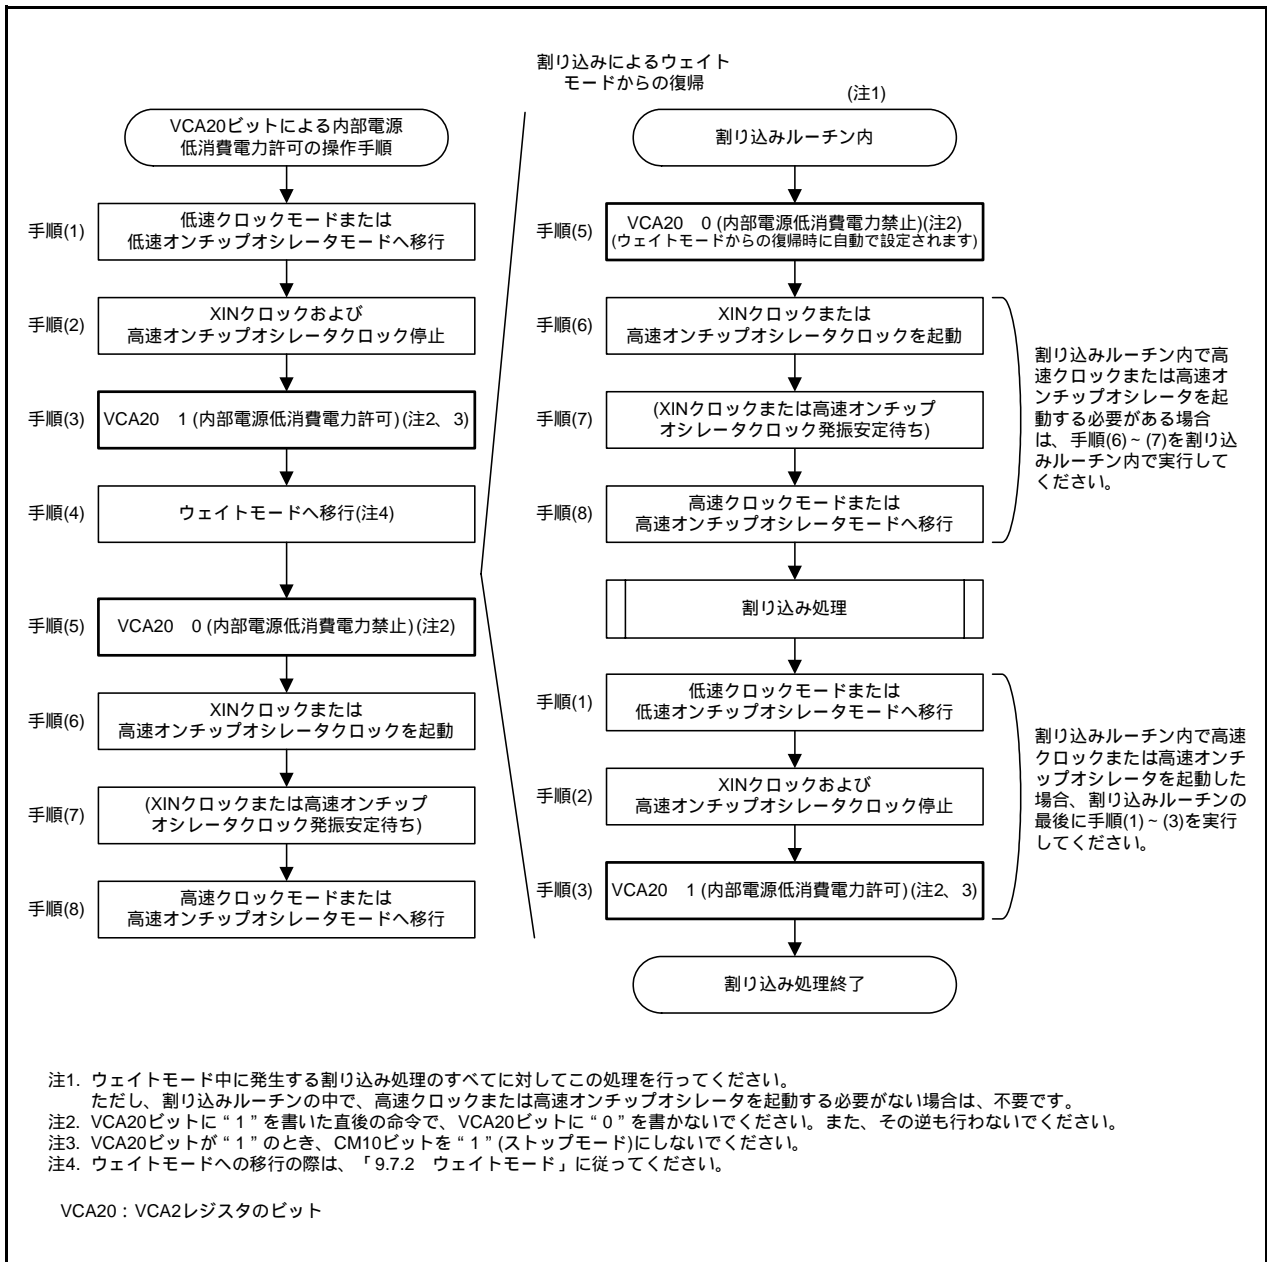 割り込みによるウェイト
モードからの復帰
VCA20ビットによる内部電源
低消費電力許可の操作手順
手順(1)
低速クロックモードまたは
低速オンチップオシレータモードへ移行
手順(2)
XINクロックおよび
高速オンチップオシレータクロック停止
手順(3)
VCA20 1 (内部電源低消費電力許可)(注2、3)
手順(4)
ウェイトモードへ移行(注4)
手順(5)
VCA20 0 (内部電源低消費電力禁止)(注2)
手順(6)
XINクロックまたは
高速オンチップオシレータクロックを起動
手順(7)
(XINクロックまたは高速オンチップ
オシレータクロック発振安定待ち)
手順(8)
高速クロックモードまたは
高速オンチップオシレータモードへ移行
(注1)
割り込みルーチン内
手順(5)
VCA20 0 (内部電源低消費電力禁止)(注2)
(ウェイトモードからの復帰時に自動で設定されます)
手順(6)
XINクロックまたは
高速オンチップオシレータクロックを起動
手順(7)
(XINクロックまたは高速オンチップ
オシレータクロック発振安定待ち)
手順(8)
高速クロックモードまたは
高速オンチップオシレータモードへ移行
割り込みルーチン内で高
速クロックまたは高速オ
ンチップオシレータを起
動する必要がある場合
は、手順(6)~(7)を割り込
みルーチン内で実行して
ください。
割り込み処理
手順(1)
低速クロックモードまたは
低速オンチップオシレータモードへ移行
手順(2)
XINクロックおよび
高速オンチップオシレータクロック停止
手順(3)
VCA20 1 (内部電源低消費電力許可)(注2、3)
割り込みルーチン内で高速
クロックまたは高速オンチ
ップオシレータを起動した
場合、割り込みルーチンの
最後に手順(1)~(3)を実行
してください。
割り込み処理終了
注1. ウェイトモード中に発生する割り込み処理のすべてに対してこの処理を行ってください。
ただし、割り込みルーチンの中で、高速クロックまたは高速オンチップオシレータを起動する必要がない場合は、不要です。
注2. VCA20ビットに“1”を書いた直後の命令で、VCA20ビットに“0”を書かないでください。また、その逆も行わないでください。
注3. VCA20ビットが“1”のとき、CM10ビットを“1”(ストップモード)にしないでください。
注4. ウェイトモードへの移行の際は、「9.7.2 ウェイトモード」に従ってください。
VCA20：VCA2レジスタのビット